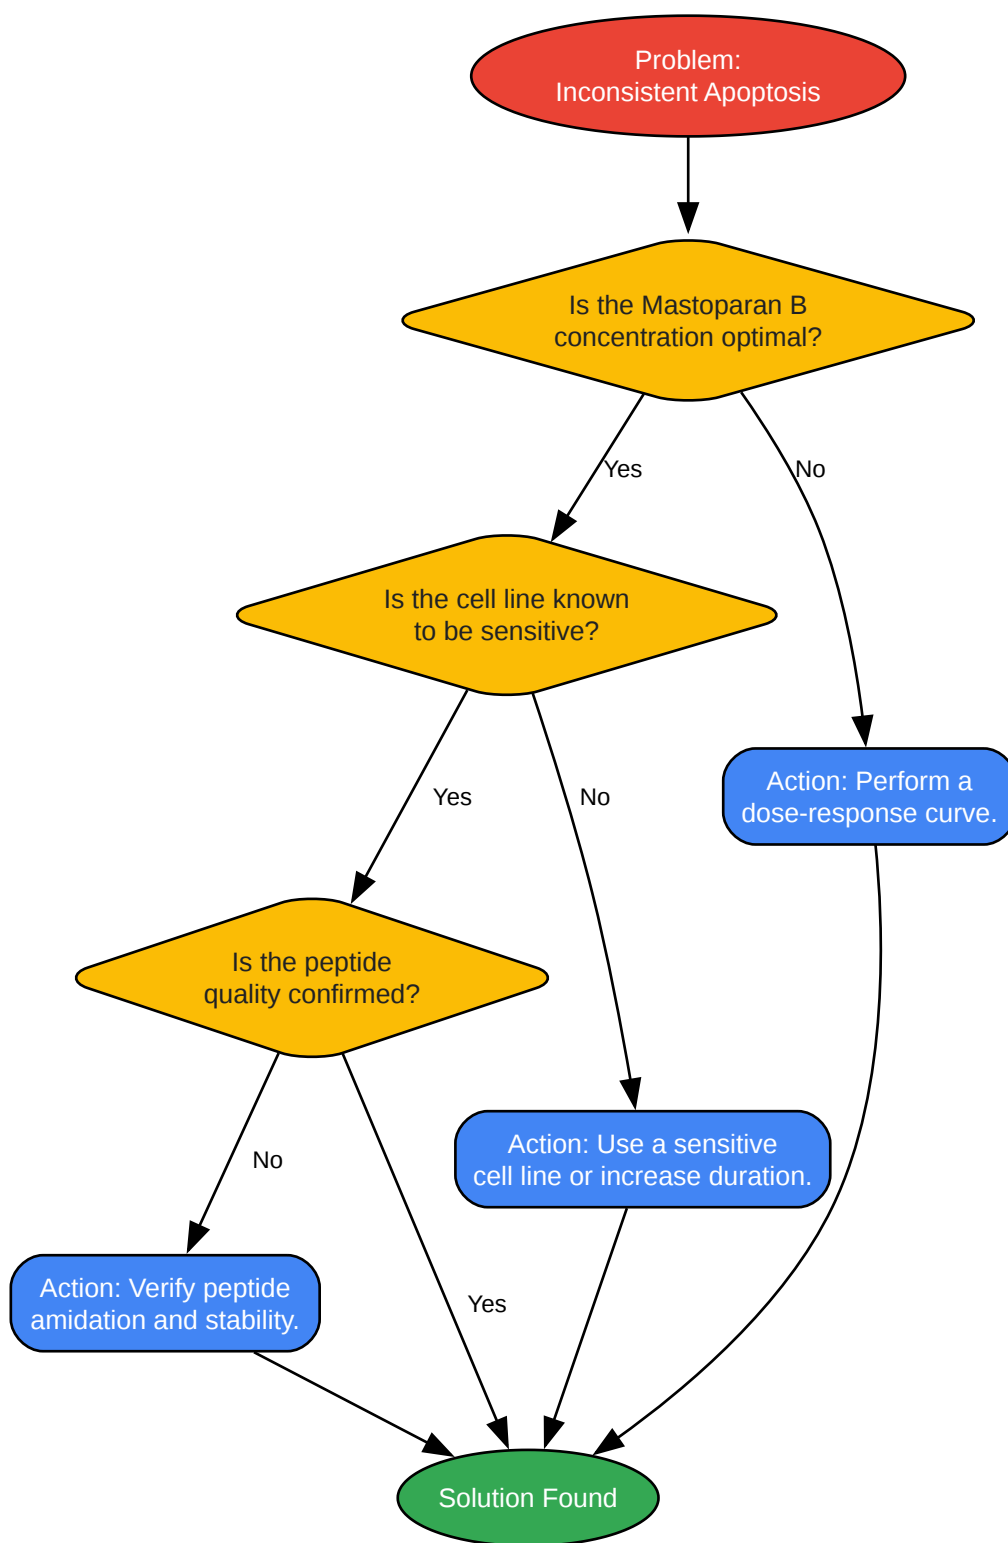 Problem:
Inconsistent Apoptosis
Is the Mastoparan B
concentration optimal?
Yes
No
Is the cell line known
to be sensitive?
Action: Perform a
dose-response curve.
Yes
No
Is the peptide
quality confirmed?
Action: Use a sensitive
cell line or increase duration.
No
Action: Verify peptide
amidation and stability.
Yes
Solution Found